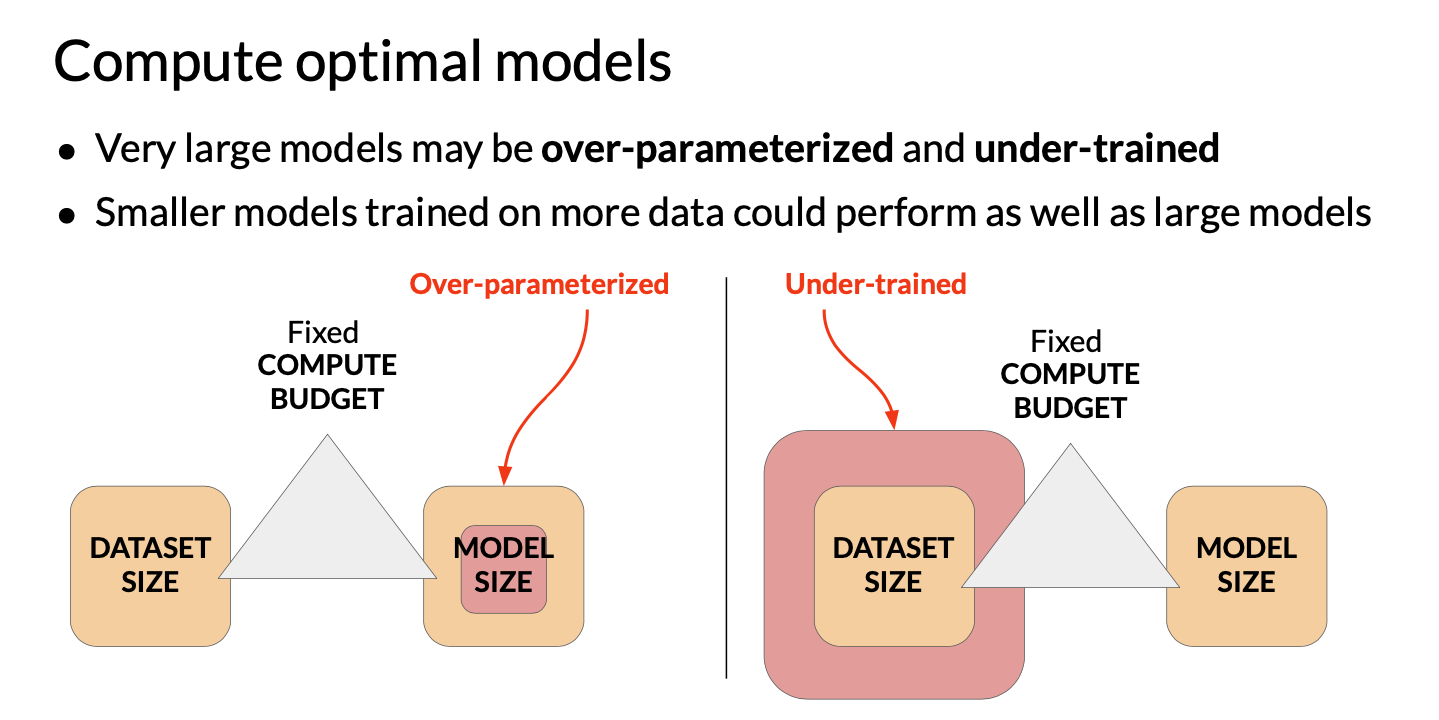 Compute optimal models
• Very large models may be over-parameterized and under-trained
• Smaller models trained on more data could perform as well as large models
Over-parameterized
Fixed
COMPUTE
BUDGET
DATASET
SIZE
MODEL
SIZE
Under-trained
Fixed
COMPUTE
BUDGET
DATASET
SIZE
MODEL
SIZE